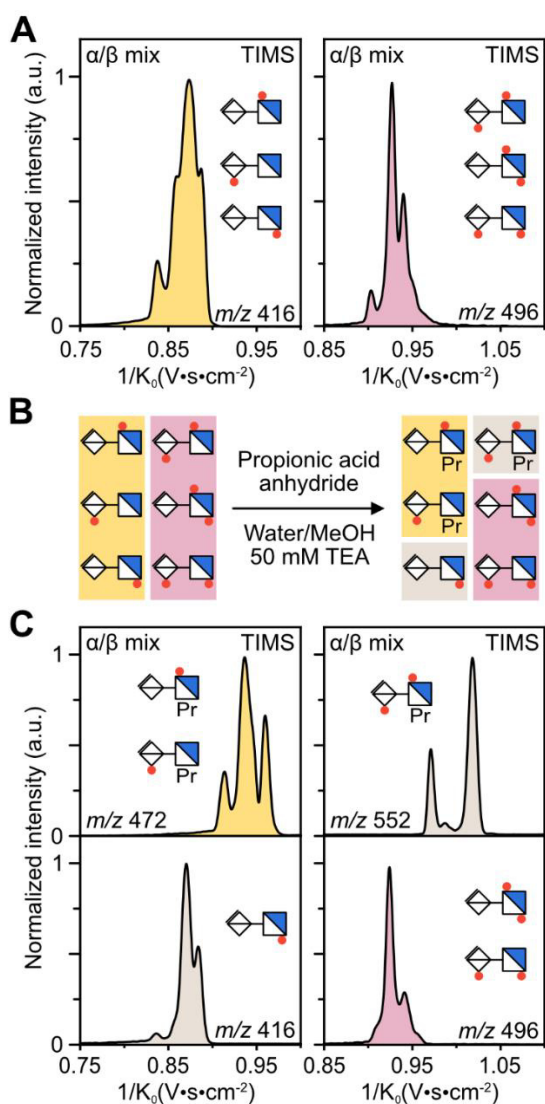 A
α/β mix TIMS
α/β mix TIMS
Normalized intensity (a.u.)
1
0
m/z 416
m/z 496
0.75 0.85 0.95
0.85 0.95 1.05
1/K₀(V•s•cm⁻²)
1/K₀(V•s•cm⁻²)
B
Propionic acid
anhydride
Water/MeOH
50 mM TEA
Pr
Pr
Pr
C
α/β mix TIMS
α/β mix TIMS
Normalized intensity (a.u.)
1
0
Pr
Pr
m/z 472
Pr
m/z 552
1
0
m/z 416
m/z 496
0.75 0.85 0.95
0.85 0.95 1.05
1/K₀(V•s•cm⁻²)
1/K₀(V•s•cm⁻²)